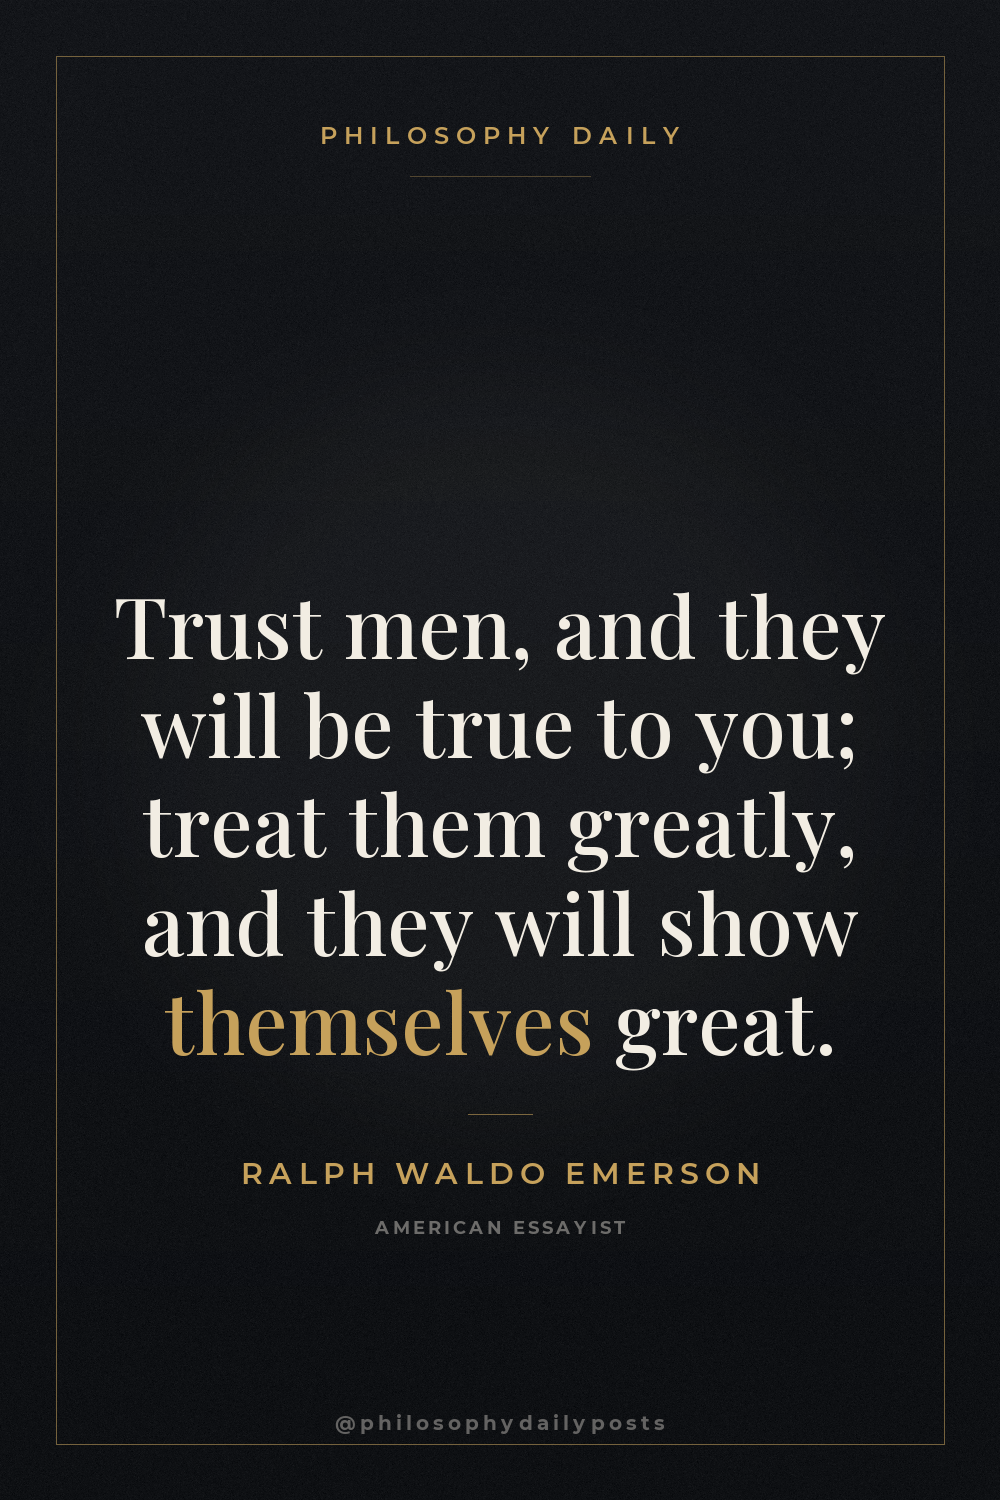 PHILOSOPHY DAILY
Trust men, and they
will be true to you;
treat them greatly,
and they will show
themselves great.
RALPH WALDO EMERSON
AMERICAN ESSAYIST
@philosophydailyposts